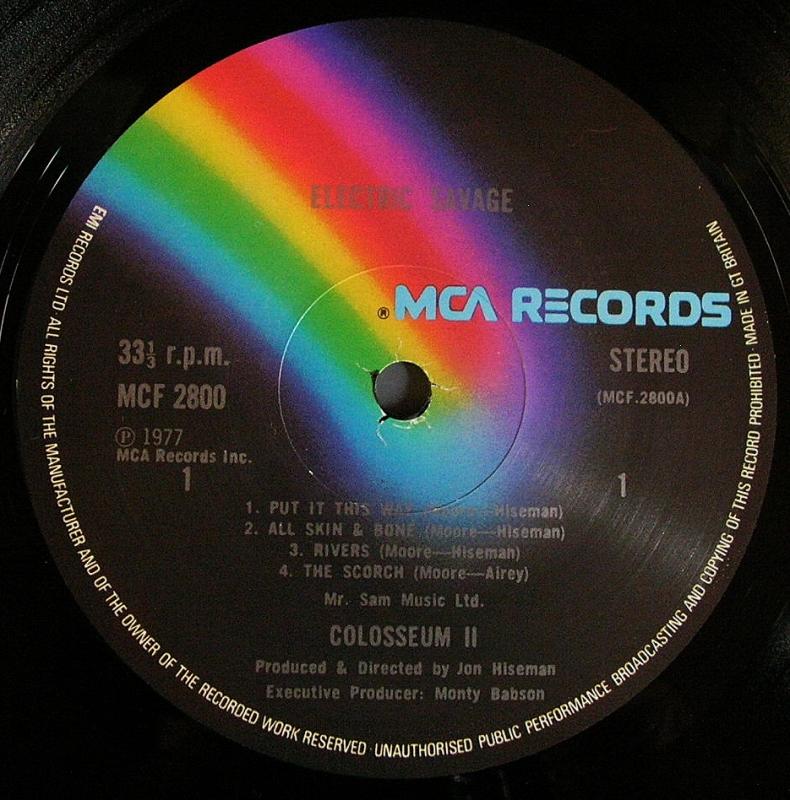 ELECTRIC SAVAGE
® MCA RECORDS
33⅓ r.p.m.
STEREO
MCF 2800
(MCF.2800A)
Ⓟ 1977
MCA Records Inc.
1
1
1. PUT IT THIS WAY (Moore—Hiseman)
2. ALL SKIN & BONE (Moore—Hiseman)
3. RIVERS (Moore—Hiseman)
4. THE SCORCH (Moore—Airey)
Mr. Sam Music Ltd.
COLOSSEUM II
Produced & Directed by Jon Hiseman
Executive Producer: Monty Babson
EMI RECORDS LTD ALL RIGHTS OF THE MANUFACTURER AND OF THE OWNER OF THE RECORDED WORK RESERVED · UNAUTHORISED PUBLIC PERFORMANCE BROADCASTING AND COPYING OF THIS RECORD PROHIBITED · MADE IN GT BRITAIN